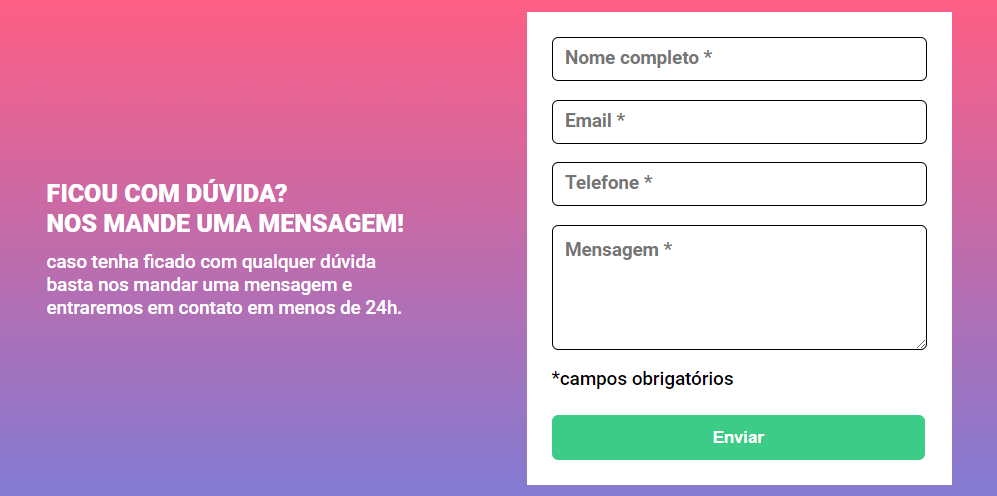 FICOU COM DÚVIDA?
NOS MANDE UMA MENSAGEM!
caso tenha ficado com qualquer dúvida
basta nos mandar uma mensagem e
entraremos em contato em menos de 24h.
Nome completo *
Email *
Telefone *
Mensagem *
*campos obrigatórios
Enviar